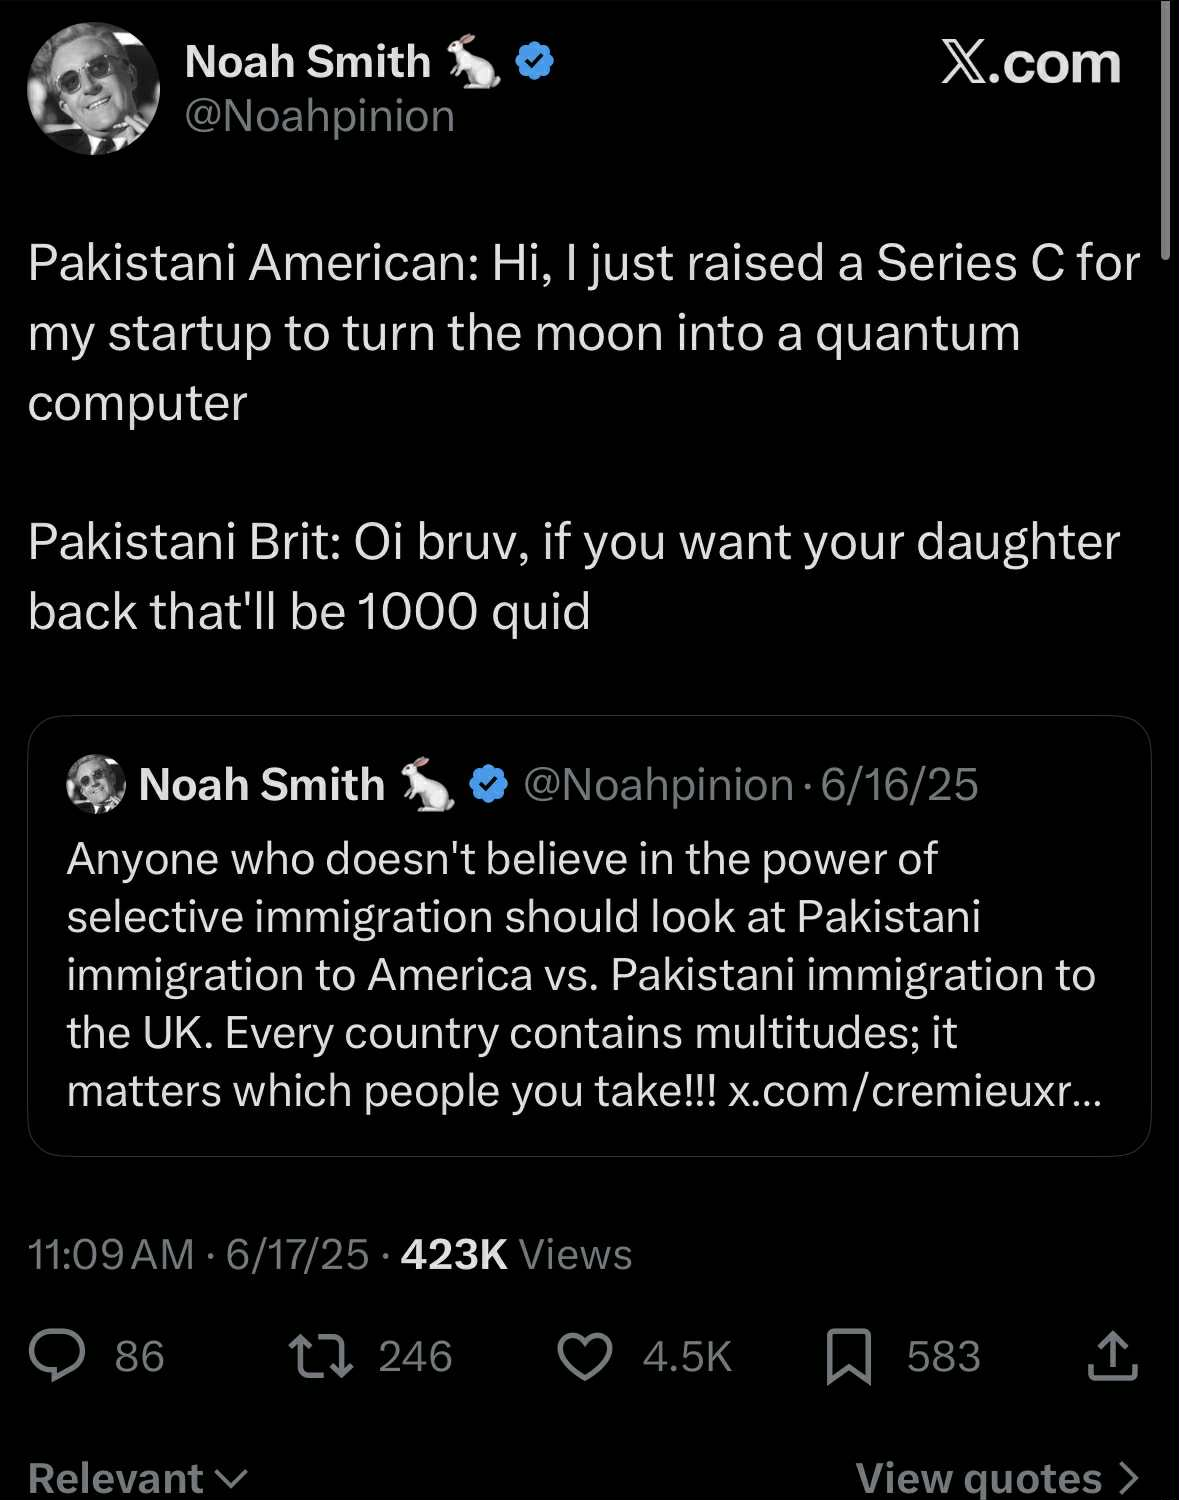 Noah Smith 🐇
X.com
@Noahpinion
Pakistani American: Hi, I just raised a Series C for
my startup to turn the moon into a quantum
computer
Pakistani Brit: Oi bruv, if you want your daughter
back that'll be 1000 quid
Noah Smith 🐇 @Noahpinion · 6/16/25
Anyone who doesn't believe in the power of
selective immigration should look at Pakistani
immigration to America vs. Pakistani immigration to
the UK. Every country contains multitudes; it
matters which people you take!!! x.com/cremieuxr...
11:09 AM · 6/17/25 · 423K Views
86 246 4.5K 583
Relevant
View quotes